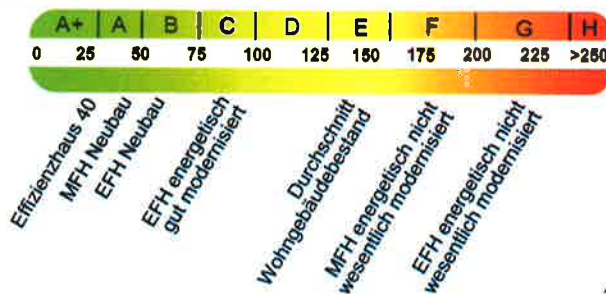 A+ A B C D E F G H
0 25 50 75 100 125 150 175 200 225 >250
Effizienzhaus 40
MFH Neubau
EFH Neubau
EFH energetisch
gut modernisiert
Durchschnitt
Wohngebäudebestand
MFH energetisch nicht
wesentlich modernisiert
EFH energetisch nicht
wesentlich modernisiert